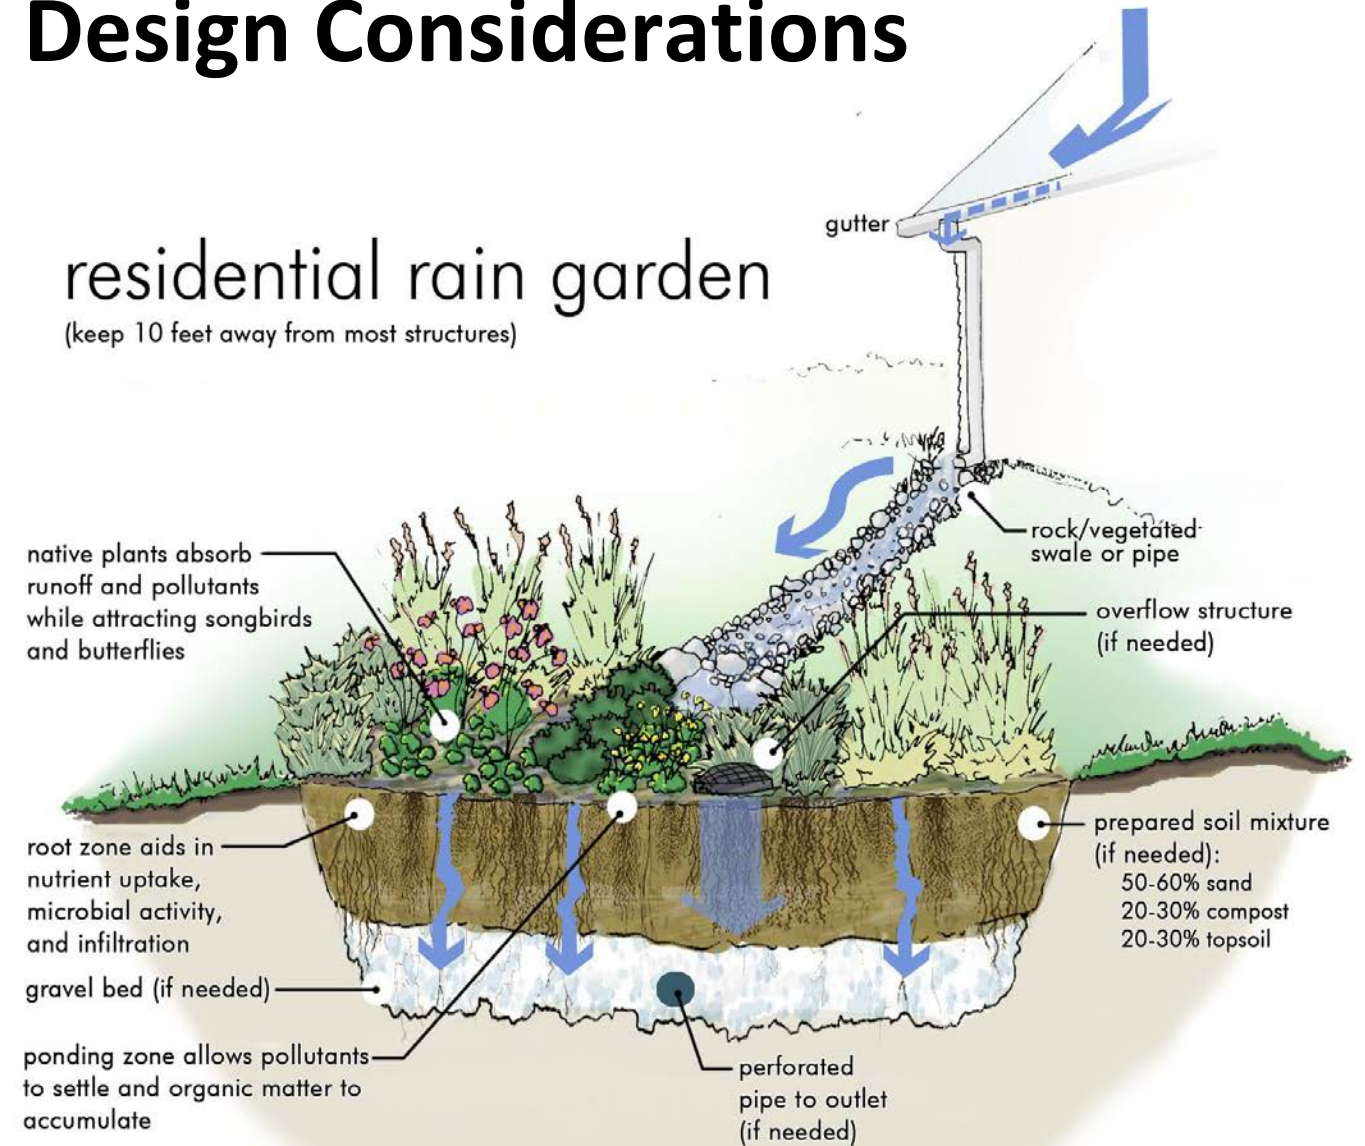 Design Considerations
residential rain garden
(keep 10 feet away from most structures)
gutter
rock/vegetated
swale or pipe
overflow structure
(if needed)
native plants absorb
runoff and pollutants
while attracting songbirds
and butterflies
root zone aids in
nutrient uptake,
microbial activity,
and infiltration
gravel bed (if needed)
ponding zone allows pollutants
to settle and organic matter to
accumulate
prepared soil mixture
(if needed):
50-60% sand
20-30% compost
20-30% topsoil
perforated
pipe to outlet
(if needed)